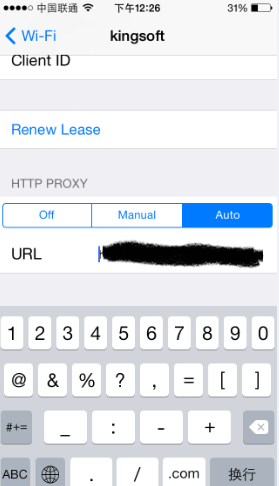 中国联通 下午12:26 31%
Wi-Fi kingsoft
Client ID
Renew Lease
HTTP PROXY
Off Manual Auto
URL
1 2 3 4 5 6 7 8 9 0
@ & % ? , = [ ]
#+= _ : - +
ABC . / .com 换行